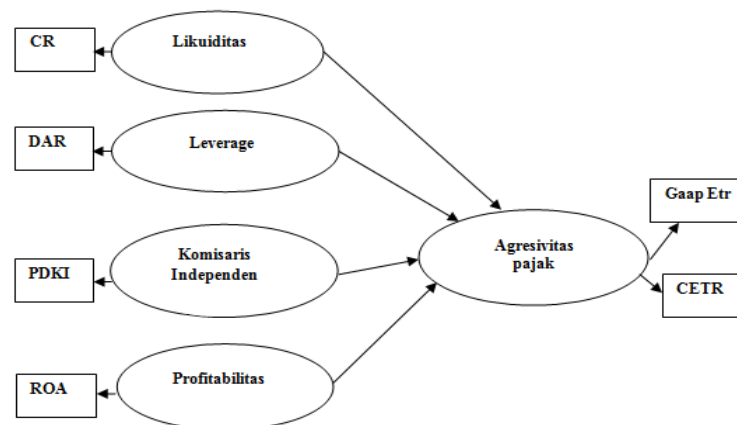 CR
Likuiditas
DAR
Leverage
Gaap Etr
PDKI
Komisaris
Independen
Agresivitas
pajak
CETR
ROA
Profitabilitas